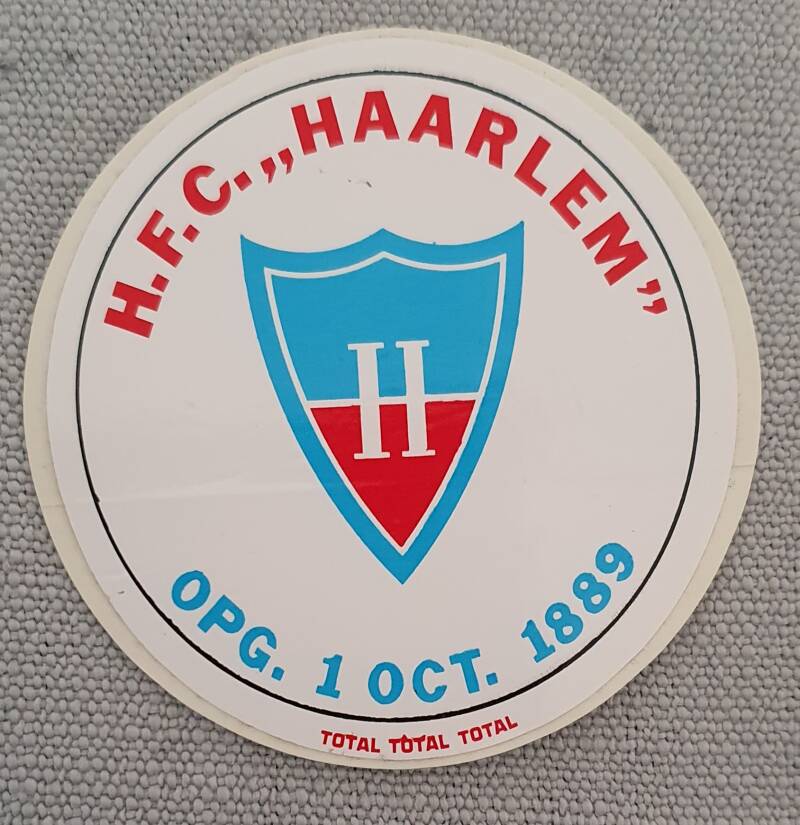 H.F.C. „HAARLEM”
H
OPG. 1 OCT. 1889
TOTAL TOTAL TOTAL